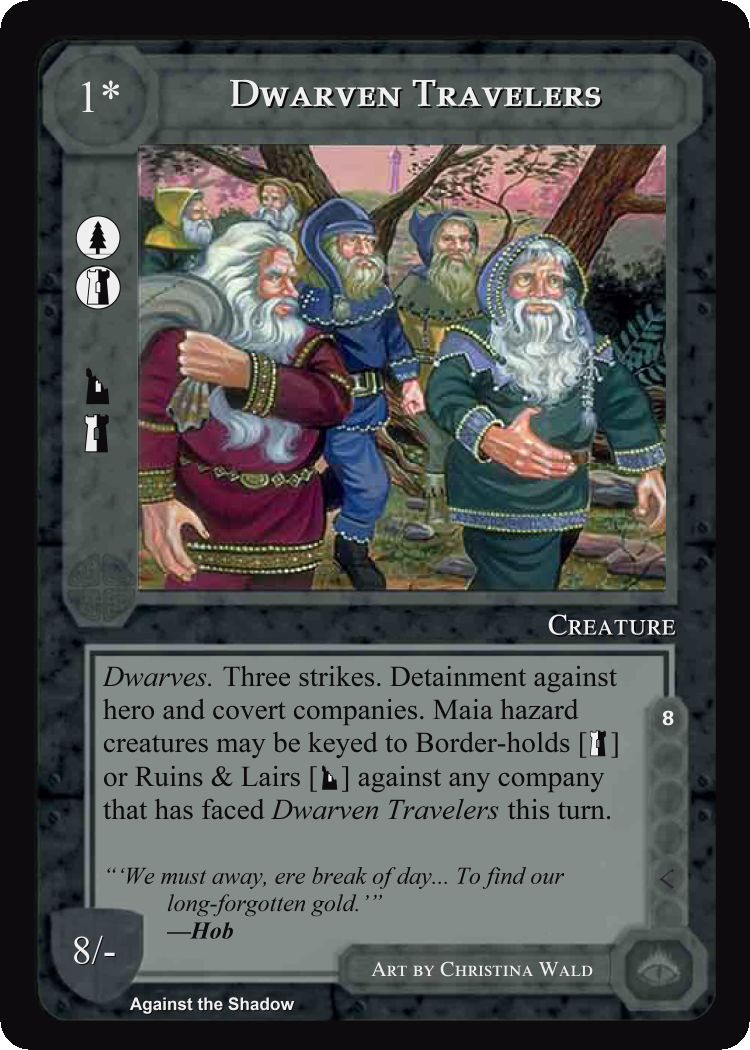 1*
Dwarven Travelers
Creature
Dwarves. Three strikes. Detainment against
hero and covert companies. Maia hazard
creatures may be keyed to Border-holds [ ]
or Ruins & Lairs [ ] against any company
that has faced Dwarven Travelers this turn.
8
“‘We must away, ere break of day... To find our
long-forgotten gold.’”
—Hob
8/-
Art by Christina Wald
Against the Shadow